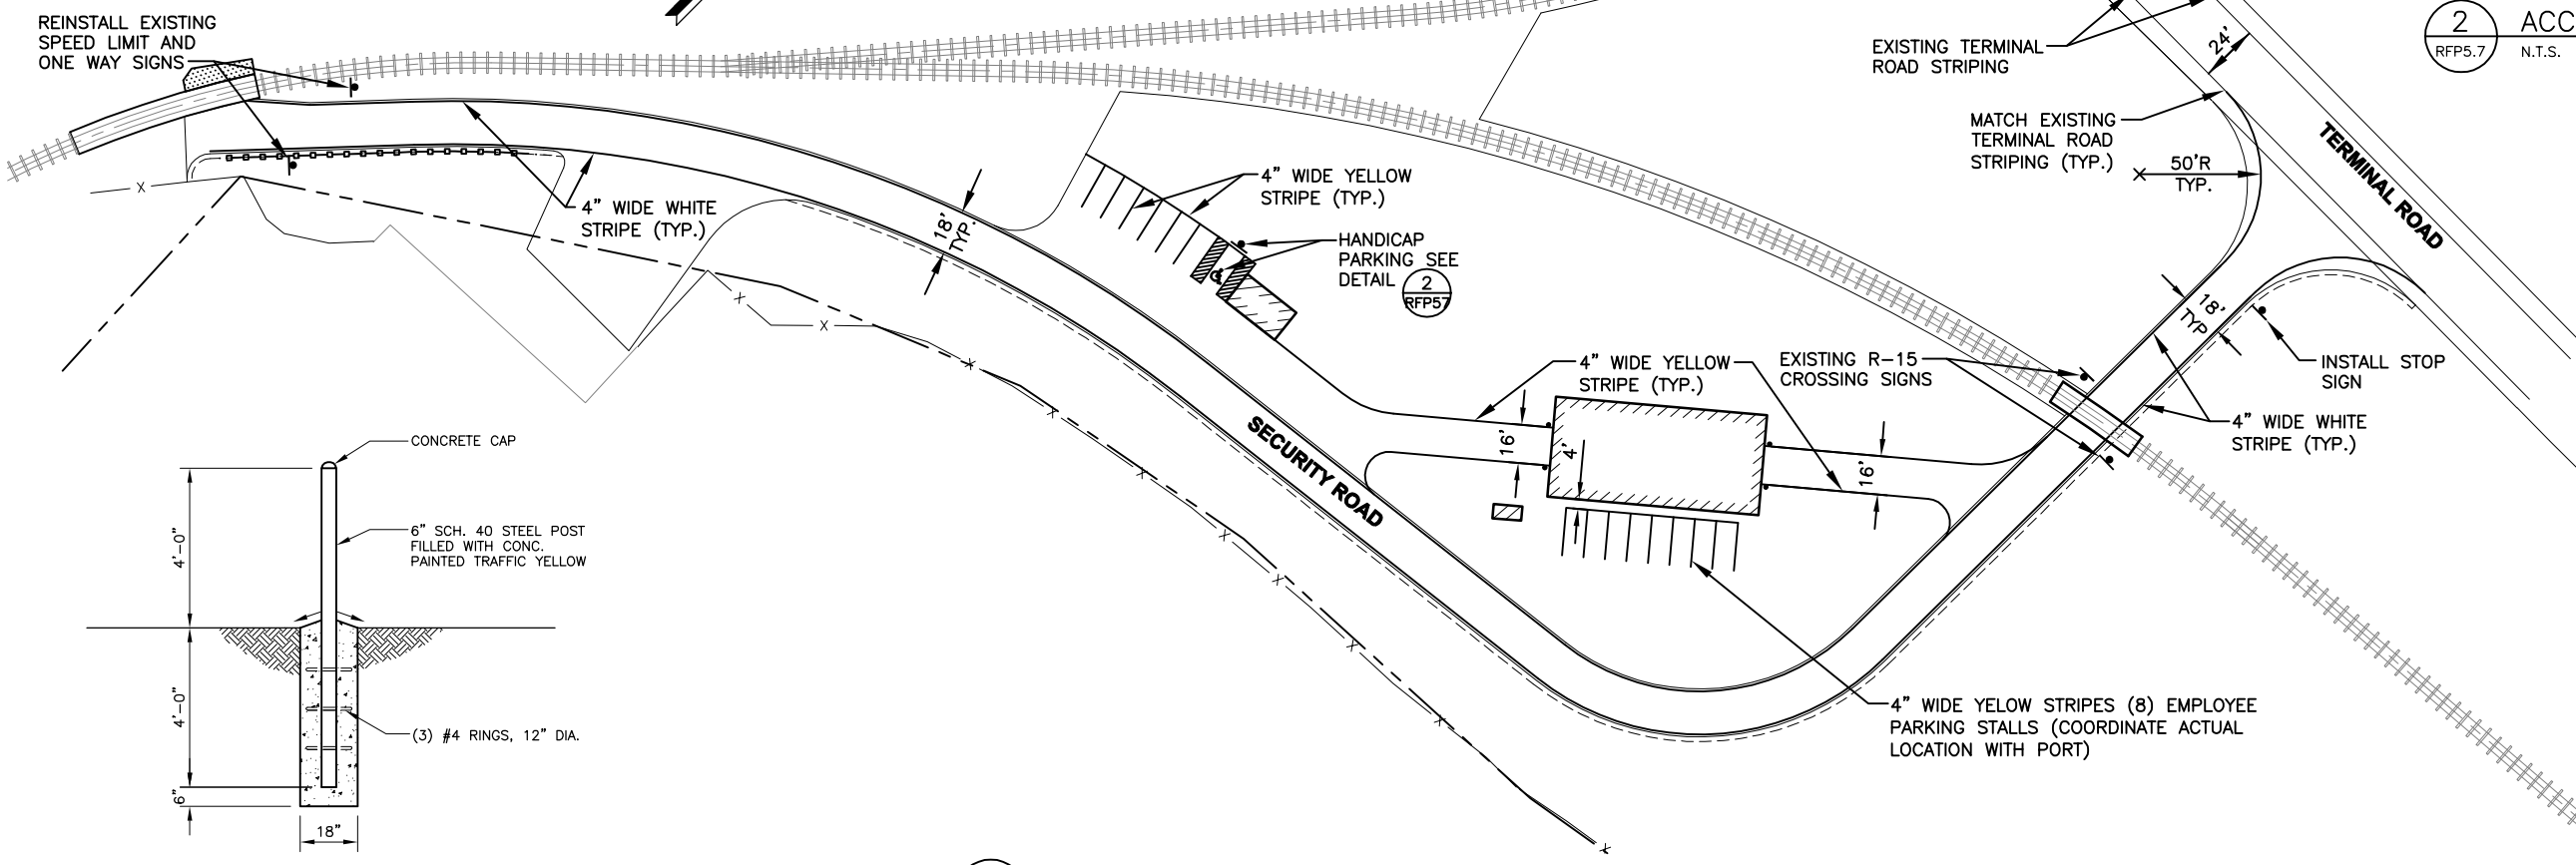 REINSTALL EXISTING
SPEED LIMIT AND
ONE WAY SIGNS
4" WIDE WHITE
STRIPE (TYP.)
18'
TYP.
4" WIDE YELLOW
STRIPE (TYP.)
HANDICAP
PARKING SEE
DETAIL
2
RFP57
EXISTING TERMINAL
ROAD STRIPING
24'
2
RFP5.7
ACC
N.T.S.
MATCH EXISTING
TERMINAL ROAD
STRIPING (TYP.)
50'R
TYP.
TERMINAL ROAD
18'
TYP
INSTALL STOP
SIGN
4" WIDE WHITE
STRIPE (TYP.)
EXISTING R-15
CROSSING SIGNS
4" WIDE YELLOW
STRIPE (TYP.)
16'
4'
16'
SECURITY ROAD
4" WIDE YELOW STRIPES (8) EMPLOYEE
PARKING STALLS (COORDINATE ACTUAL
LOCATION WITH PORT)
CONCRETE CAP
6" SCH. 40 STEEL POST
FILLED WITH CONC.
PAINTED TRAFFIC YELLOW
4'-0"
4'-0"
(3) #4 RINGS, 12" DIA.
6"
18"
X
X
X
X
X
X
X
X
X
X
X
X